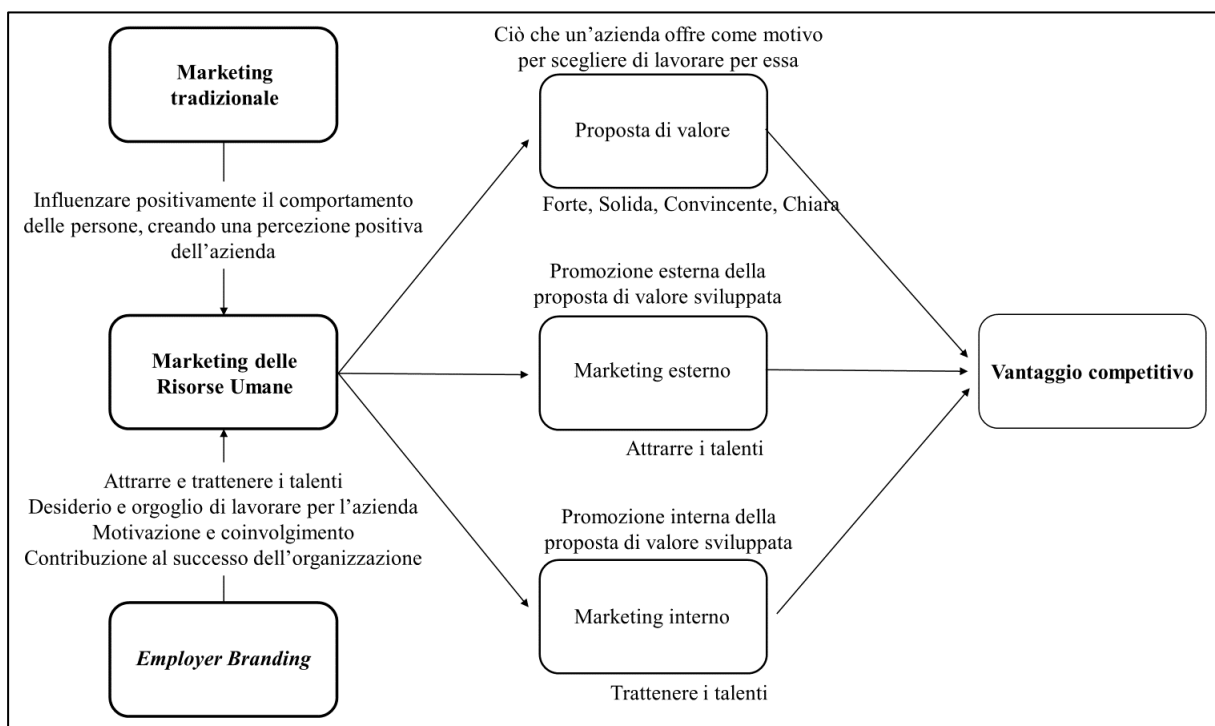 Marketing
tradizionale
Influenzare positivamente il comportamento
delle persone, creando una percezione positiva
dell’azienda
Marketing delle
Risorse Umane
Attrarre e trattenere i talenti
Desiderio e orgoglio di lavorare per l’azienda
Motivazione e coinvolgimento
Contribuzione al successo dell’organizzazione
Employer Branding
Ciò che un’azienda offre come motivo
per scegliere di lavorare per essa
Proposta di valore
Forte, Solida, Convincente, Chiara
Promozione esterna della
proposta di valore sviluppata
Marketing esterno
Attrarre i talenti
Promozione interna della
proposta di valore sviluppata
Marketing interno
Trattenere i talenti
Vantaggio competitivo